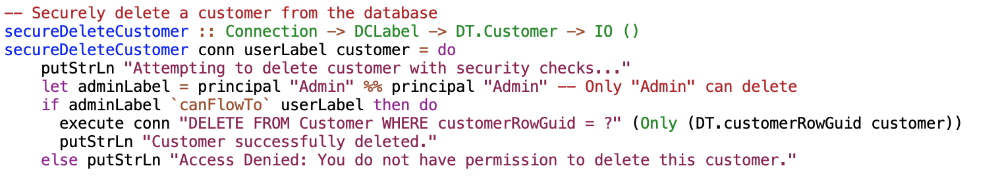 -- Securely delete a customer from the database
secureDeleteCustomer :: Connection -> DCLabel -> DT.Customer -> IO ()
secureDeleteCustomer conn userLabel customer = do
    putStrLn "Attempting to delete customer with security checks..."
    let adminLabel = principal "Admin" %% principal "Admin" -- Only "Admin" can delete
    if adminLabel `canFlowTo` userLabel then do
      execute conn "DELETE FROM Customer WHERE customerRowGuid = ?" (Only (DT.customerRowGuid customer))
      putStrLn "Customer successfully deleted."
    else putStrLn "Access Denied: You do not have permission to delete this customer."